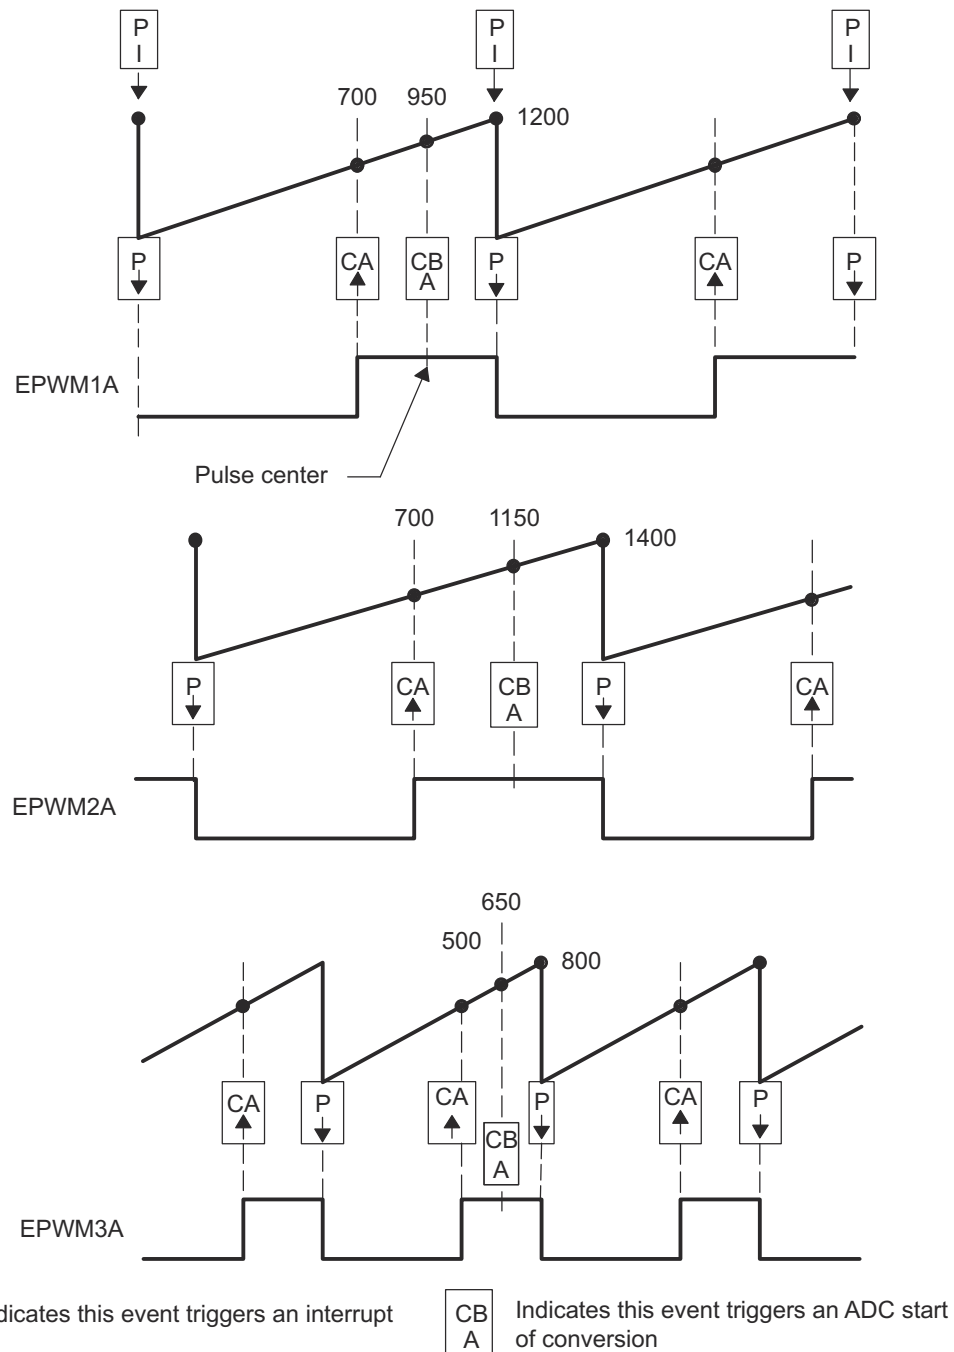 P
I
P
I
P
I
700
950
1200
P
CA
CB
A
P
CA
P
EPWM1A
Pulse center
700
1150
1400
P
CA
CB
A
P
CA
EPWM2A
650
500
800
CA
P
CA
CB
A
P
CA
P
EPWM3A
this event triggers an interrupt
CB
A
Indicates this event triggers an ADC start
of conversion